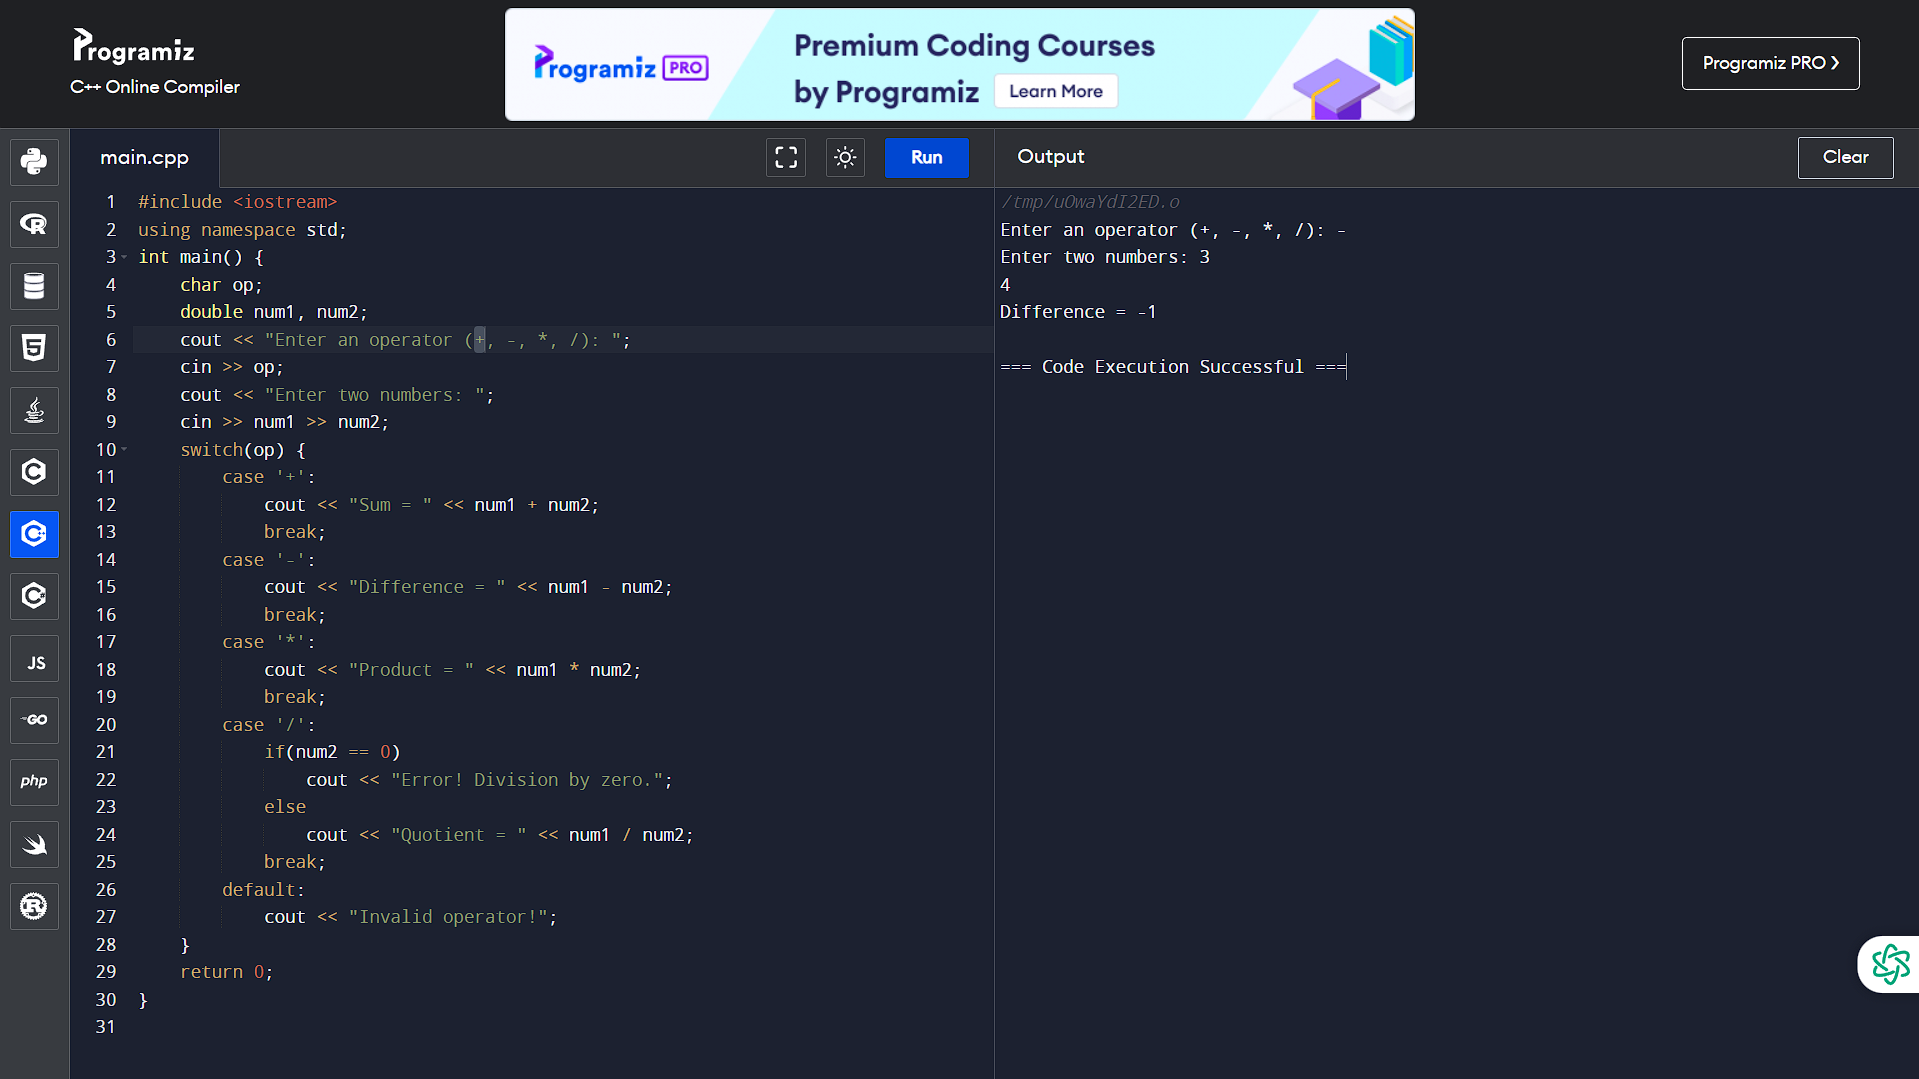 Programiz
C++ Online Compiler
Programiz PRO
Premium Coding Courses
by Programiz
Learn More
Programiz PRO ❯
main.cpp
Run
Output
Clear
1 #include <iostream>
2 using namespace std;
3 int main() {
4     char op;
5     double num1, num2;
6     cout << "Enter an operator (+, -, *, /): ";
7     cin >> op;
8     cout << "Enter two numbers: ";
9     cin >> num1 >> num2;
10     switch(op) {
11         case '+':
12             cout << "Sum = " << num1 + num2;
13             break;
14         case '-':
15             cout << "Difference = " << num1 - num2;
16             break;
17         case '*':
18             cout << "Product = " << num1 * num2;
19             break;
20         case '/':
21             if(num2 == 0)
22                 cout << "Error! Division by zero.";
23             else
24                 cout << "Quotient = " << num1 / num2;
25             break;
26         default:
27             cout << "Invalid operator!";
28     }
29     return 0;
30 }
31
/tmp/uOwaYdI2ED.o
Enter an operator (+, -, *, /): -
Enter two numbers: 3
4
Difference = -1
=== Code Execution Successful ===
R
5
C
C++
C#
JS
GO
php
R